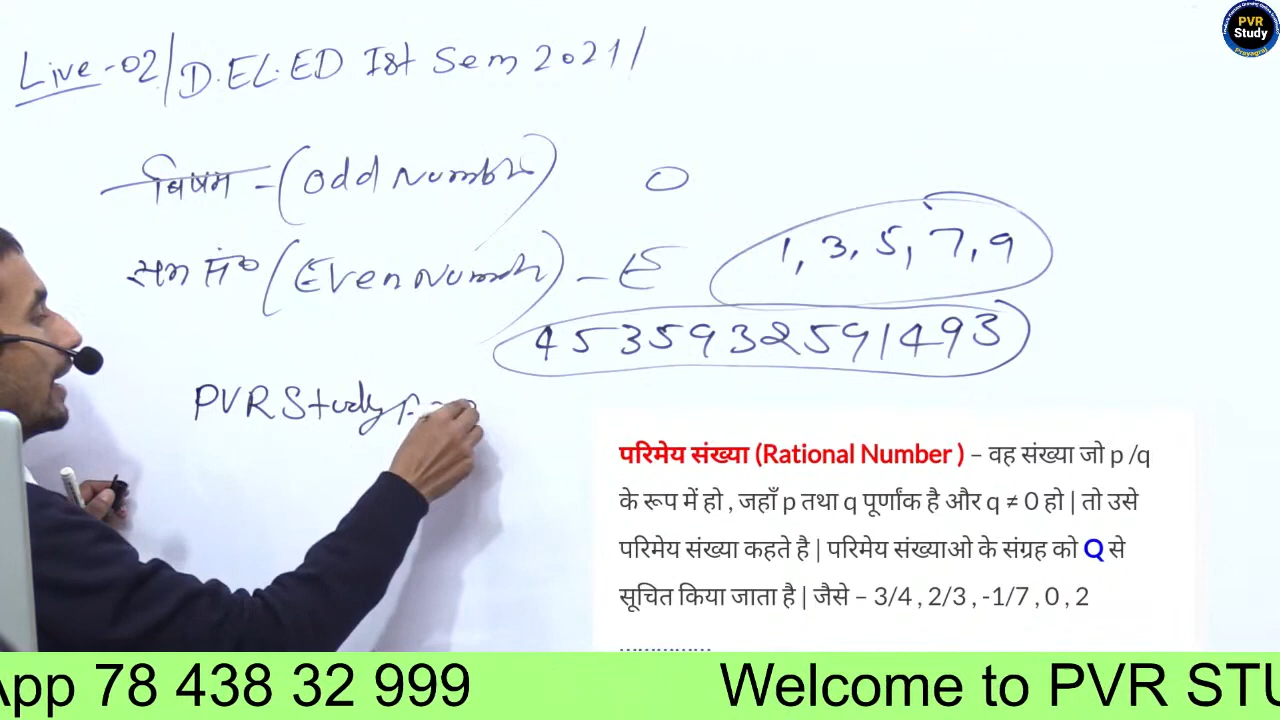 Live-02/D.EL.ED Ist Sem 2021/
PVR
Study
Prayagraj
विषम - (Odd Number) O
सम सं० (Even Number) - E
1, 3, 5, 7, 9
4535932591493
PVR Study
परिमेय संख्या (Rational Number ) – वह संख्या जो p /q
के रूप में हो , जहाँ p तथा q पूर्णांक है और q ≠ 0 हो | तो उसे
परिमेय संख्या कहते है | परिमेय संख्याओ के संग्रह को Q से
सूचित किया जाता है | जैसे – 3/4 , 2/3 , -1/7 , 0 , 2
...............
App 78 438 32 999 Welcome to PVR STU